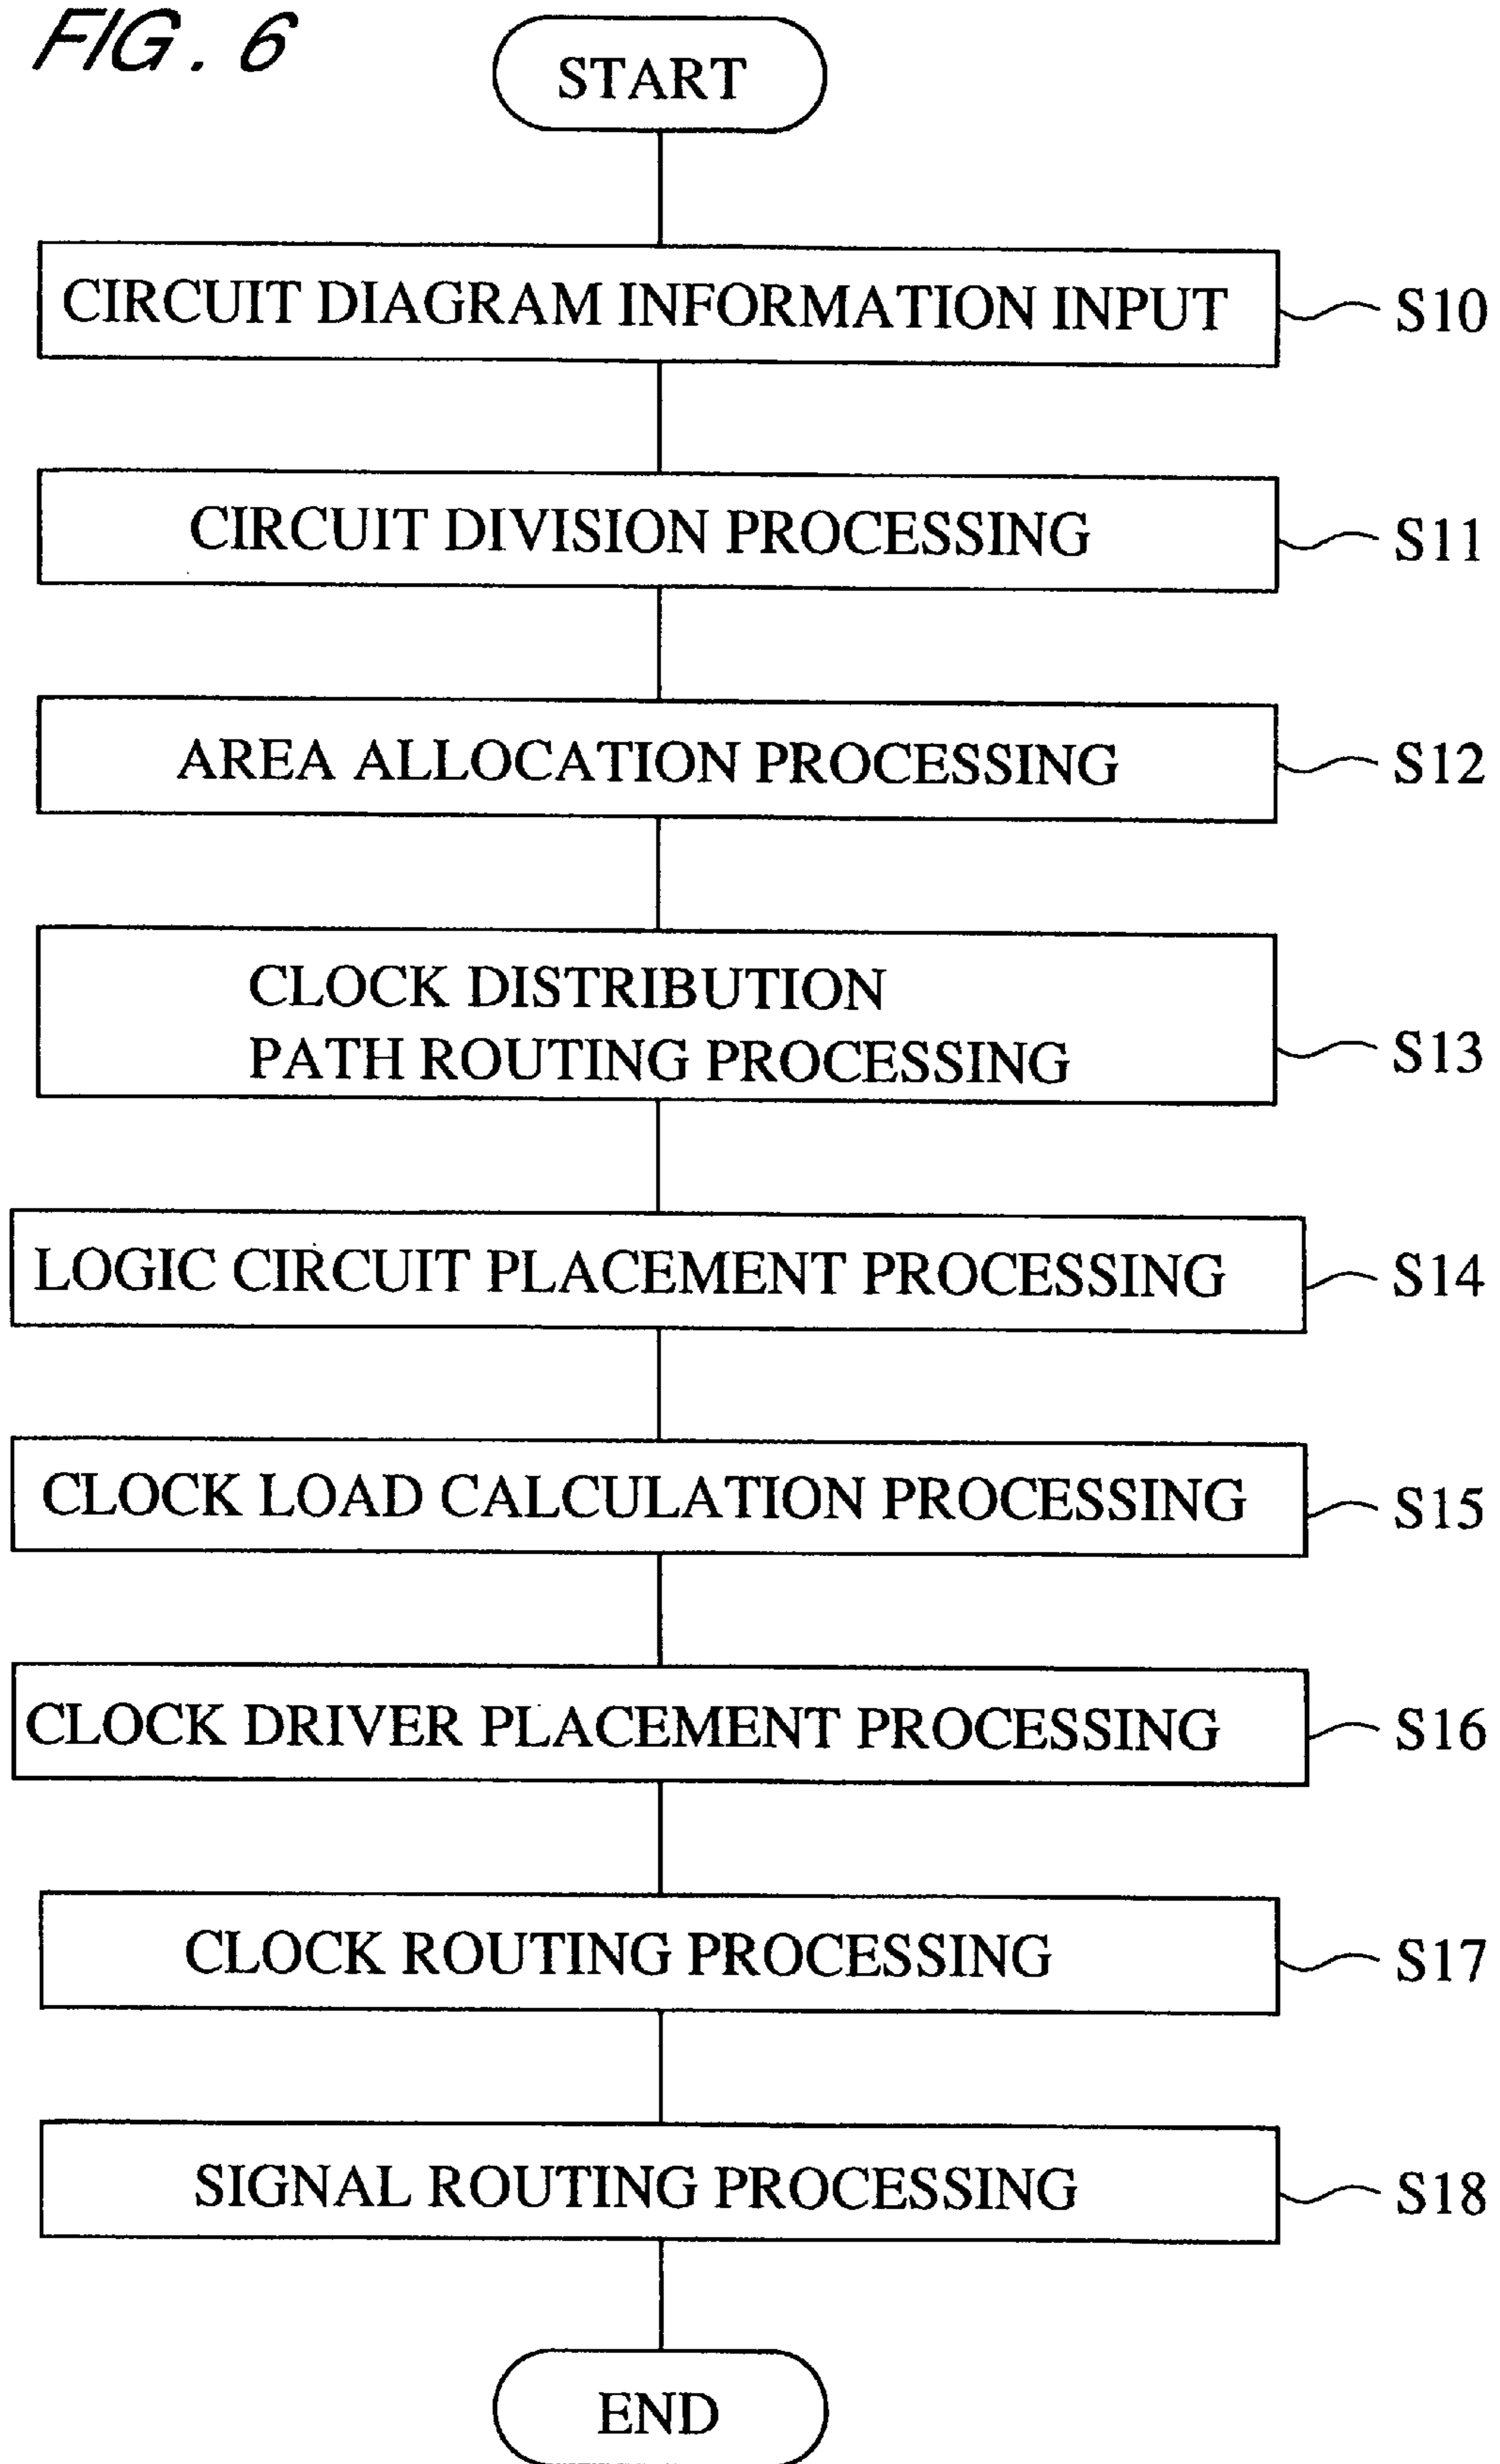 FIG. 6
START
CIRCUIT DIAGRAM INFORMATION INPUT
S10
CIRCUIT DIVISION PROCESSING
S11
AREA ALLOCATION PROCESSING
S12
CLOCK DISTRIBUTION
PATH ROUTING PROCESSING
S13
LOGIC CIRCUIT PLACEMENT PROCESSING
S14
CLOCK LOAD CALCULATION PROCESSING
S15
CLOCK DRIVER PLACEMENT PROCESSING
S16
CLOCK ROUTING PROCESSING
S17
SIGNAL ROUTING PROCESSING
S18
END